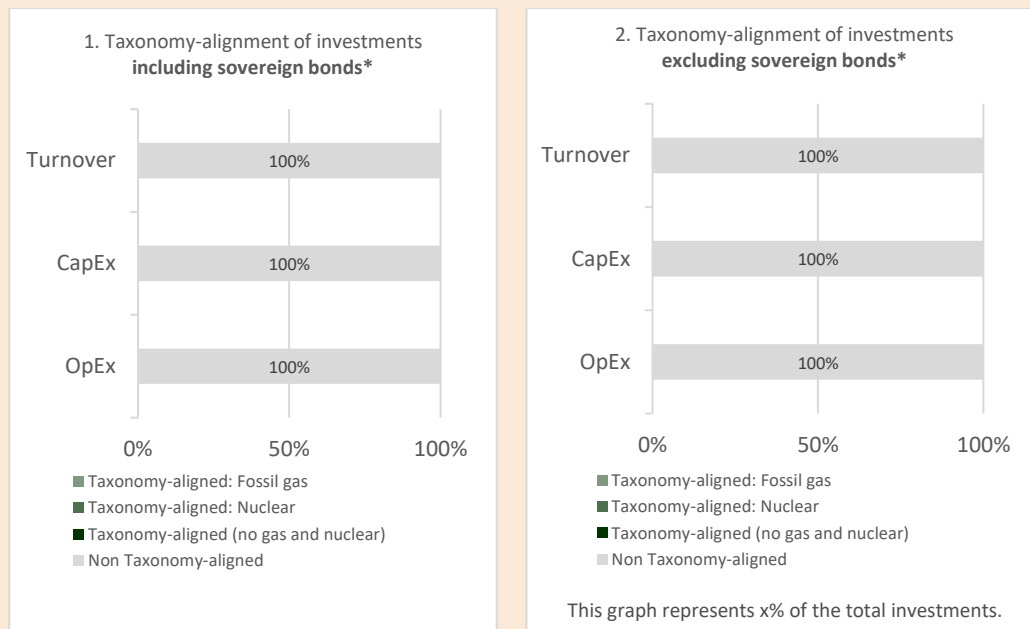 1. Taxonomy-alignment of investments
including sovereign bonds*
Turnover
100%
CapEx
100%
OpEx
100%
0%
50%
100%
Taxonomy-aligned: Fossil gas
Taxonomy-aligned: Nuclear
Taxonomy-aligned (no gas and nuclear)
Non Taxonomy-aligned
2. Taxonomy-alignment of investments
excluding sovereign bonds*
Turnover
100%
CapEx
100%
OpEx
100%
0%
50%
100%
Taxonomy-aligned: Fossil gas
Taxonomy-aligned: Nuclear
Taxonomy-aligned (no gas and nuclear)
Non Taxonomy-aligned
This graph represents x% of the total investments.